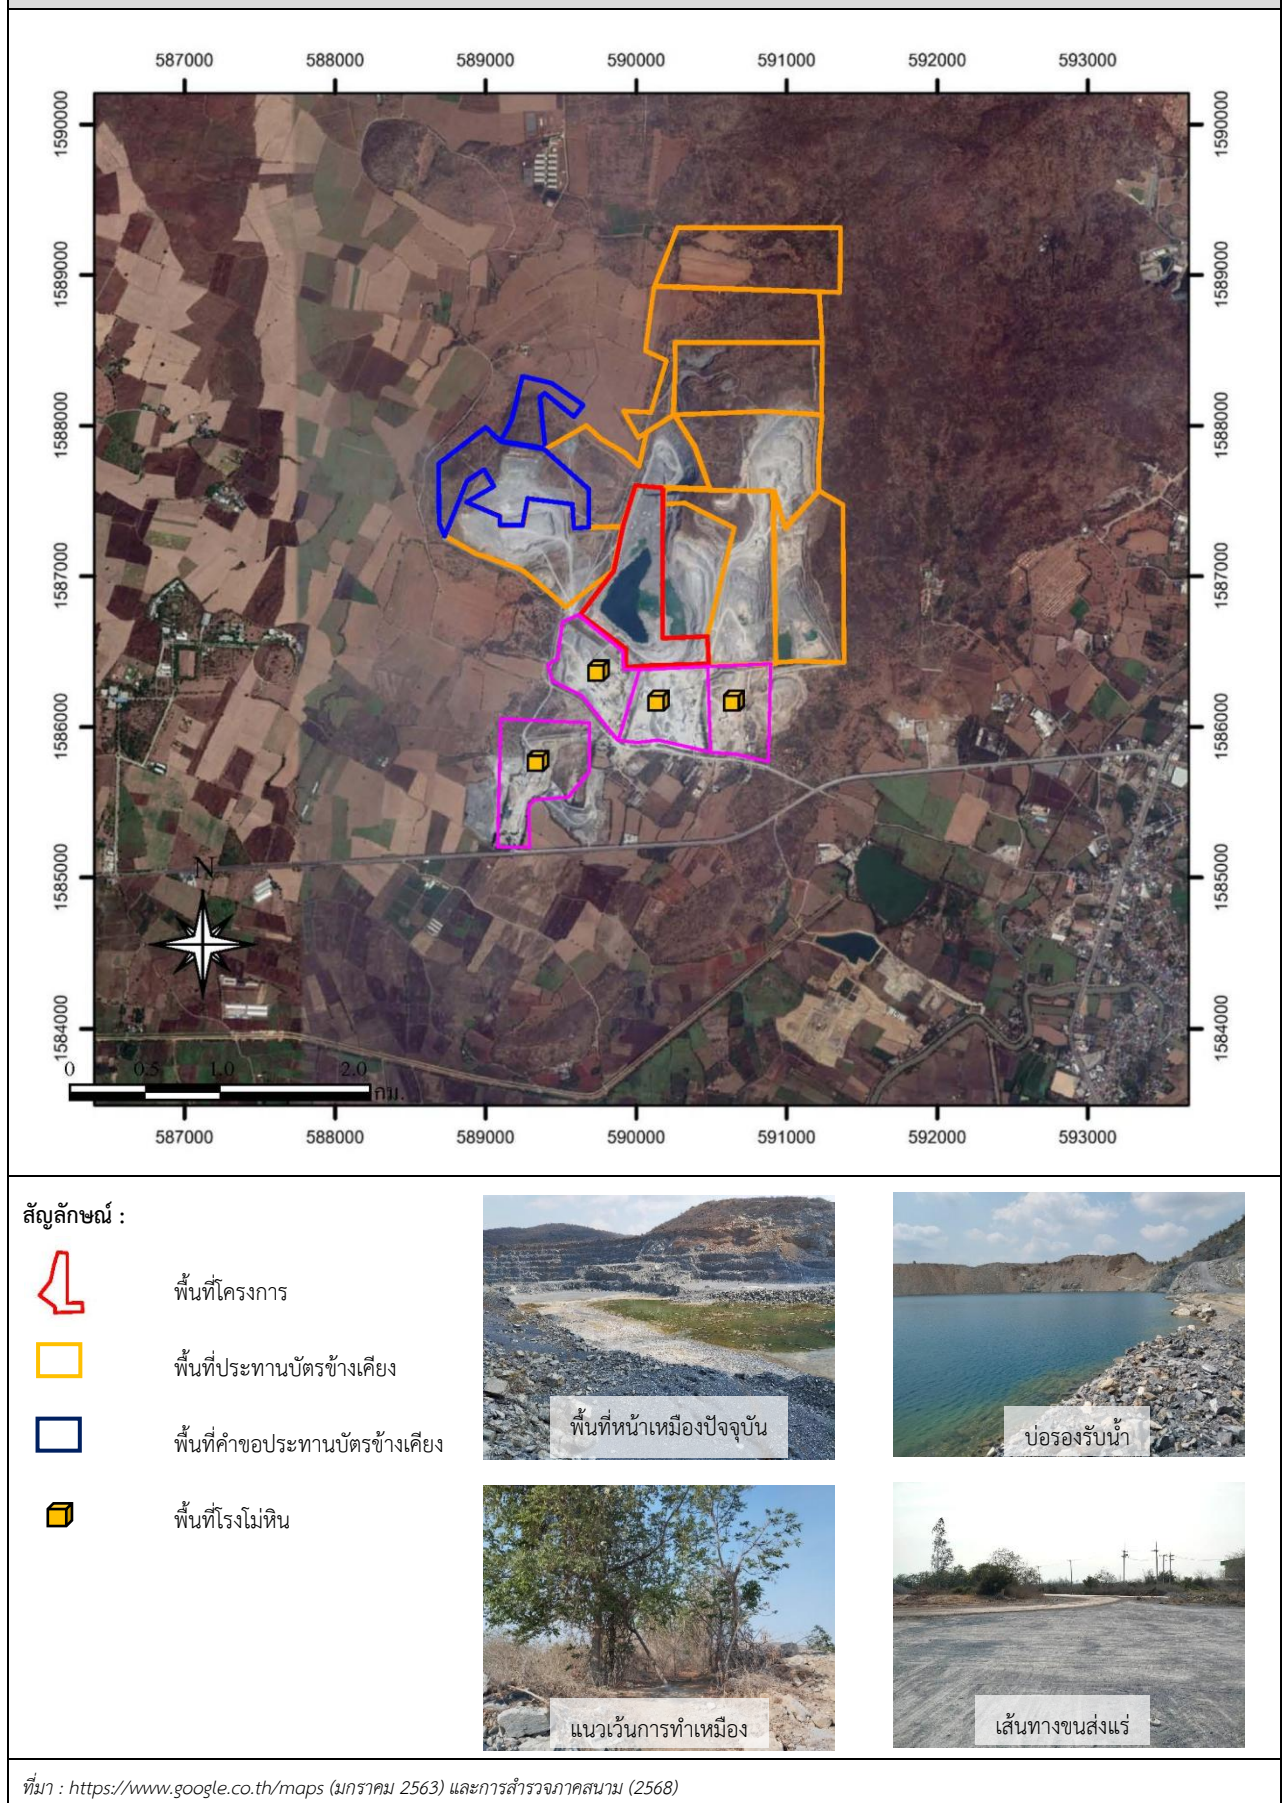 587000 588000 589000 590000 591000 592000 593000
1590000 1590000
1589000 1589000
1588000 1588000
1587000 1587000
1586000 1586000
1585000 1585000
1584000 1584000
N
0 0.5 1.0 2.0
กม.
587000 588000 589000 590000 591000 592000 593000
สัญลักษณ์ :
พื้นที่โครงการ
พื้นที่ประทานบัตรข้างเคียง
พื้นที่คำขอประทานบัตรข้างเคียง
พื้นที่โรงโม่หิน
พื้นที่หน้าเหมืองปัจจุบัน
บ่อรองรับน้ำ
แนวเว้นการทำเหมือง
เส้นทางขนส่งแร่
ที่มา : https://www.google.co.th/maps (มกราคม 2563) และการสำรวจภาคสนาม (2568)